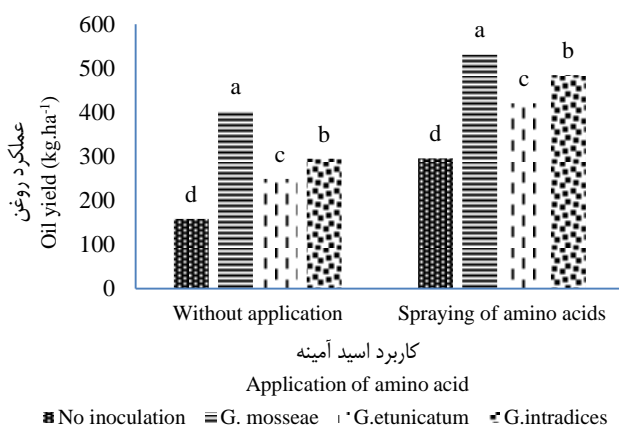 عملکرد روغن
Oil yield (kg.ha-1)
600
500
400
300
200
100
0
d
a
c
b
d
a
c
b
Without application
Spraying of amino acids
کاربرد اسید آمینه
Application of amino acid
No inoculation
G. mosseae
G.etunicatum
G.intradices